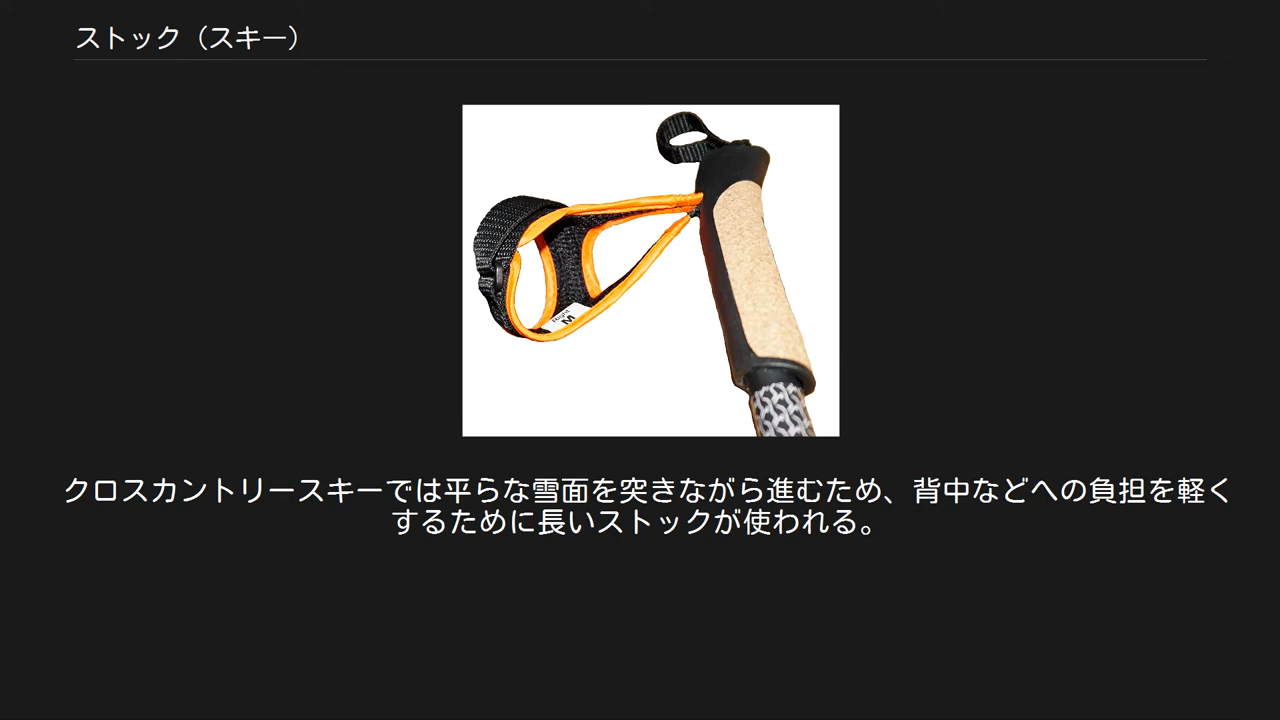 ストック（スキー）
Right
M
クロスカントリースキーでは平らな雪面を突きながら進むため、背中などへの負担を軽く
するために長いストックが使われる。